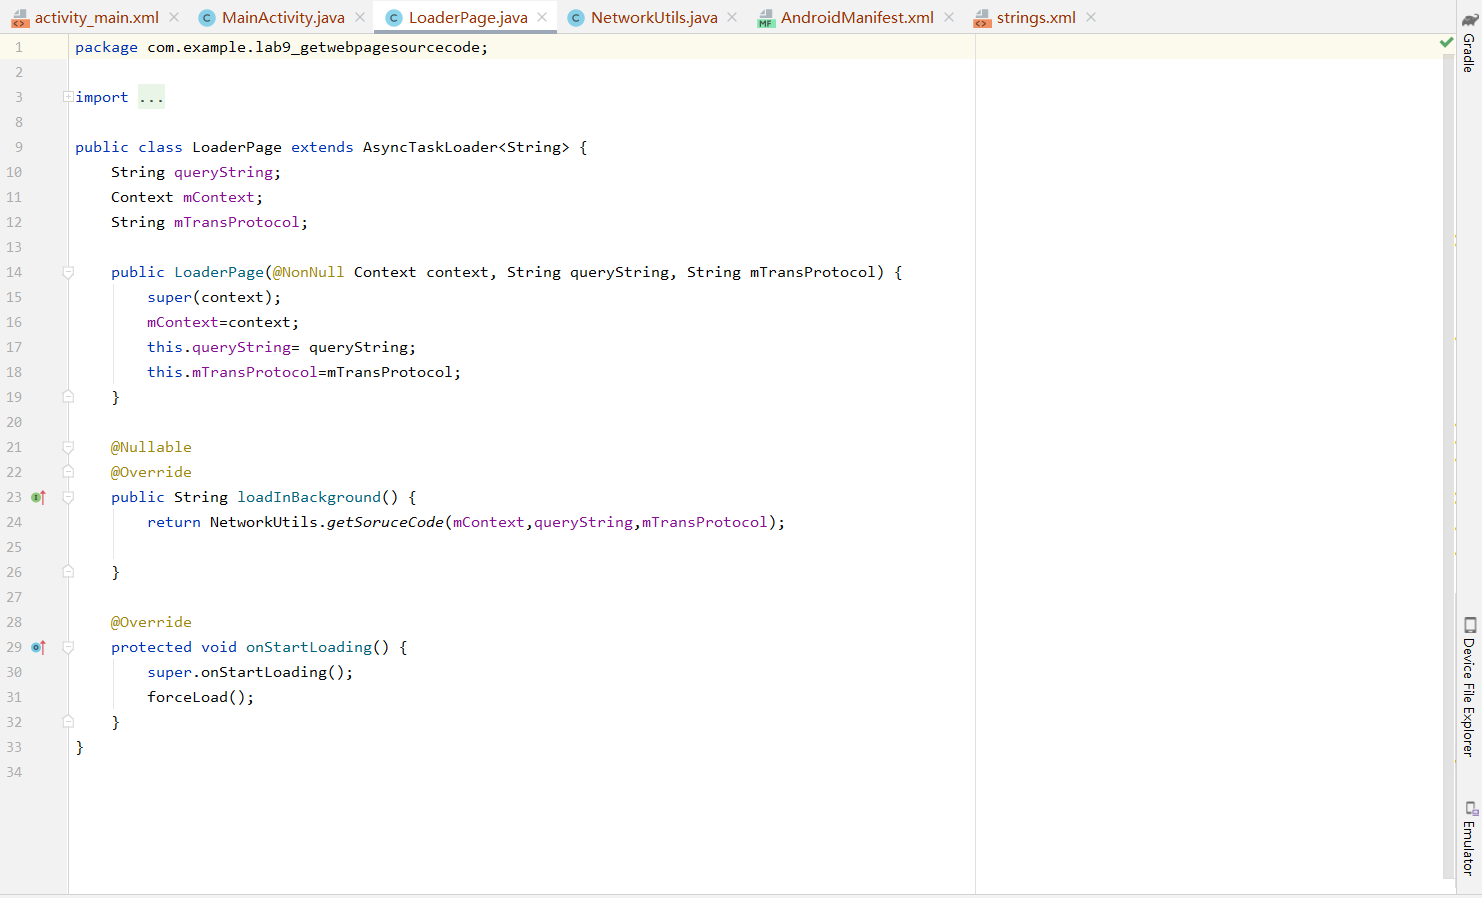 activity_main.xml MainActivity.java LoaderPage.java NetworkUtils.java AndroidManifest.xml strings.xml
1 package com.example.lab9_getwebpagesourcecode;
2
3 import ...
8
9 public class LoaderPage extends AsyncTaskLoader<String> {
10 String queryString;
11 Context mContext;
12 String mTransProtocol;
13
14 public LoaderPage(@NonNull Context context, String queryString, String mTransProtocol) {
15 super(context);
16 mContext=context;
17 this.queryString= queryString;
18 this.mTransProtocol=mTransProtocol;
19 }
20
21 @Nullable
22 @Override
23 public String loadInBackground() {
24 return NetworkUtils.getSoruceCode(mContext,queryString,mTransProtocol);
25
26 }
27
28 @Override
29 protected void onStartLoading() {
30 super.onStartLoading();
31 forceLoad();
32 }
33 }
34
Gradle
Device File Explorer
Emulator